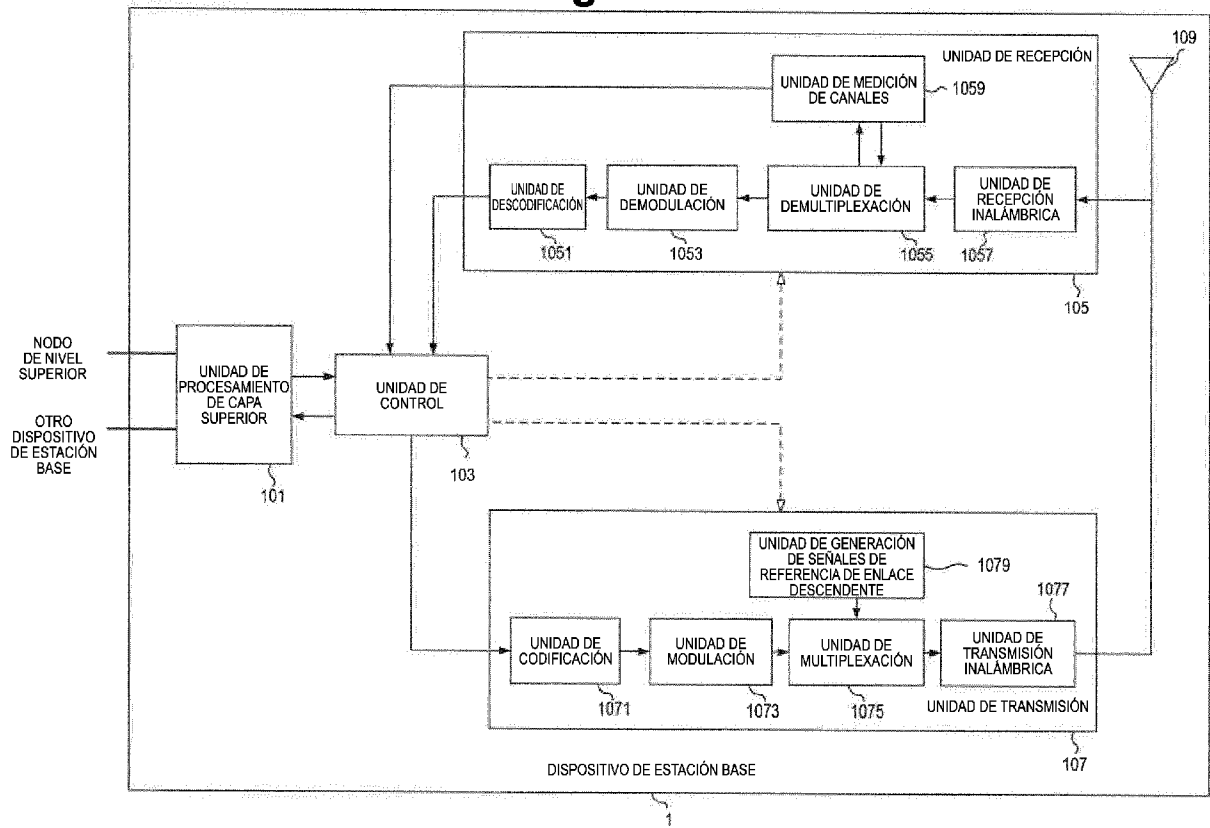 UNIDAD DE RECEPCIÓN
109
UNIDAD DE MEDICIÓN
DE CANALES
1059
UNIDAD DE
DESCODIFICACIÓN
1051
UNIDAD DE
DEMODULACIÓN
1053
UNIDAD DE
DEMULTIPLEXACIÓN
1055
UNIDAD DE
RECEPCIÓN
INALÁMBRICA
1057
105
NODO
DE NIVEL
SUPERIOR
OTRO
DISPOSITIVO
DE ESTACIÓN
BASE
UNIDAD DE
PROCESAMIENTO
DE CAPA
SUPERIOR
101
UNIDAD DE
CONTROL
103
UNIDAD DE GENERACIÓN
DE SEÑALES DE
REFERENCIA DE ENLACE
DESCENDENTE
1079
UNIDAD DE
CODIFICACIÓN
1071
UNIDAD DE
MODULACIÓN
1073
UNIDAD DE
MULTIPLEXACIÓN
1075
1077
UNIDAD DE
TRANSMISIÓN
INALÁMBRICA
UNIDAD DE TRANSMISIÓN
107
DISPOSITIVO DE ESTACIÓN BASE
1